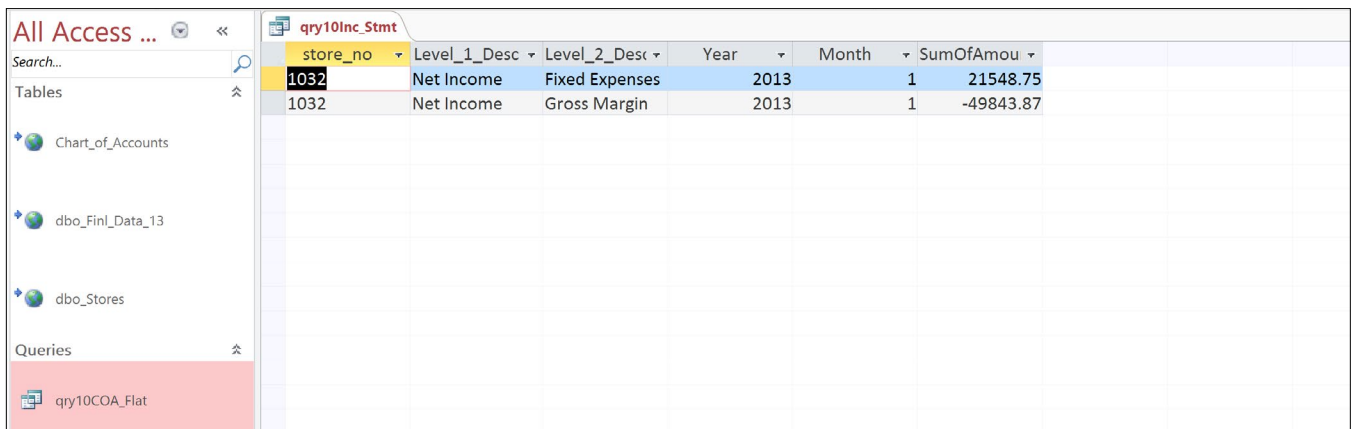 All Access ... «
Search...
Tables
Chart_of_Accounts
dbo_Finl_Data_13
dbo_Stores
Queries
qry10COA_Flat
qry10Inc_Stmt
store_no Level_1_Desc Level_2_Desc Year Month SumOfAmou
1032 Net Income Fixed Expenses 2013 1 21548.75
1032 Net Income Gross Margin 2013 1 -49843.87